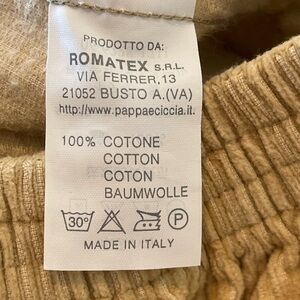 PRODOTTO DA:
ROMATEX S.R.L.
VIA FERRER,13
21052 BUSTO A.(VA)
http://www.pappaeciccia.it.
100% COTONE
COTTON
COTON
BAUMWOLLE
30° P
MADE IN ITALY